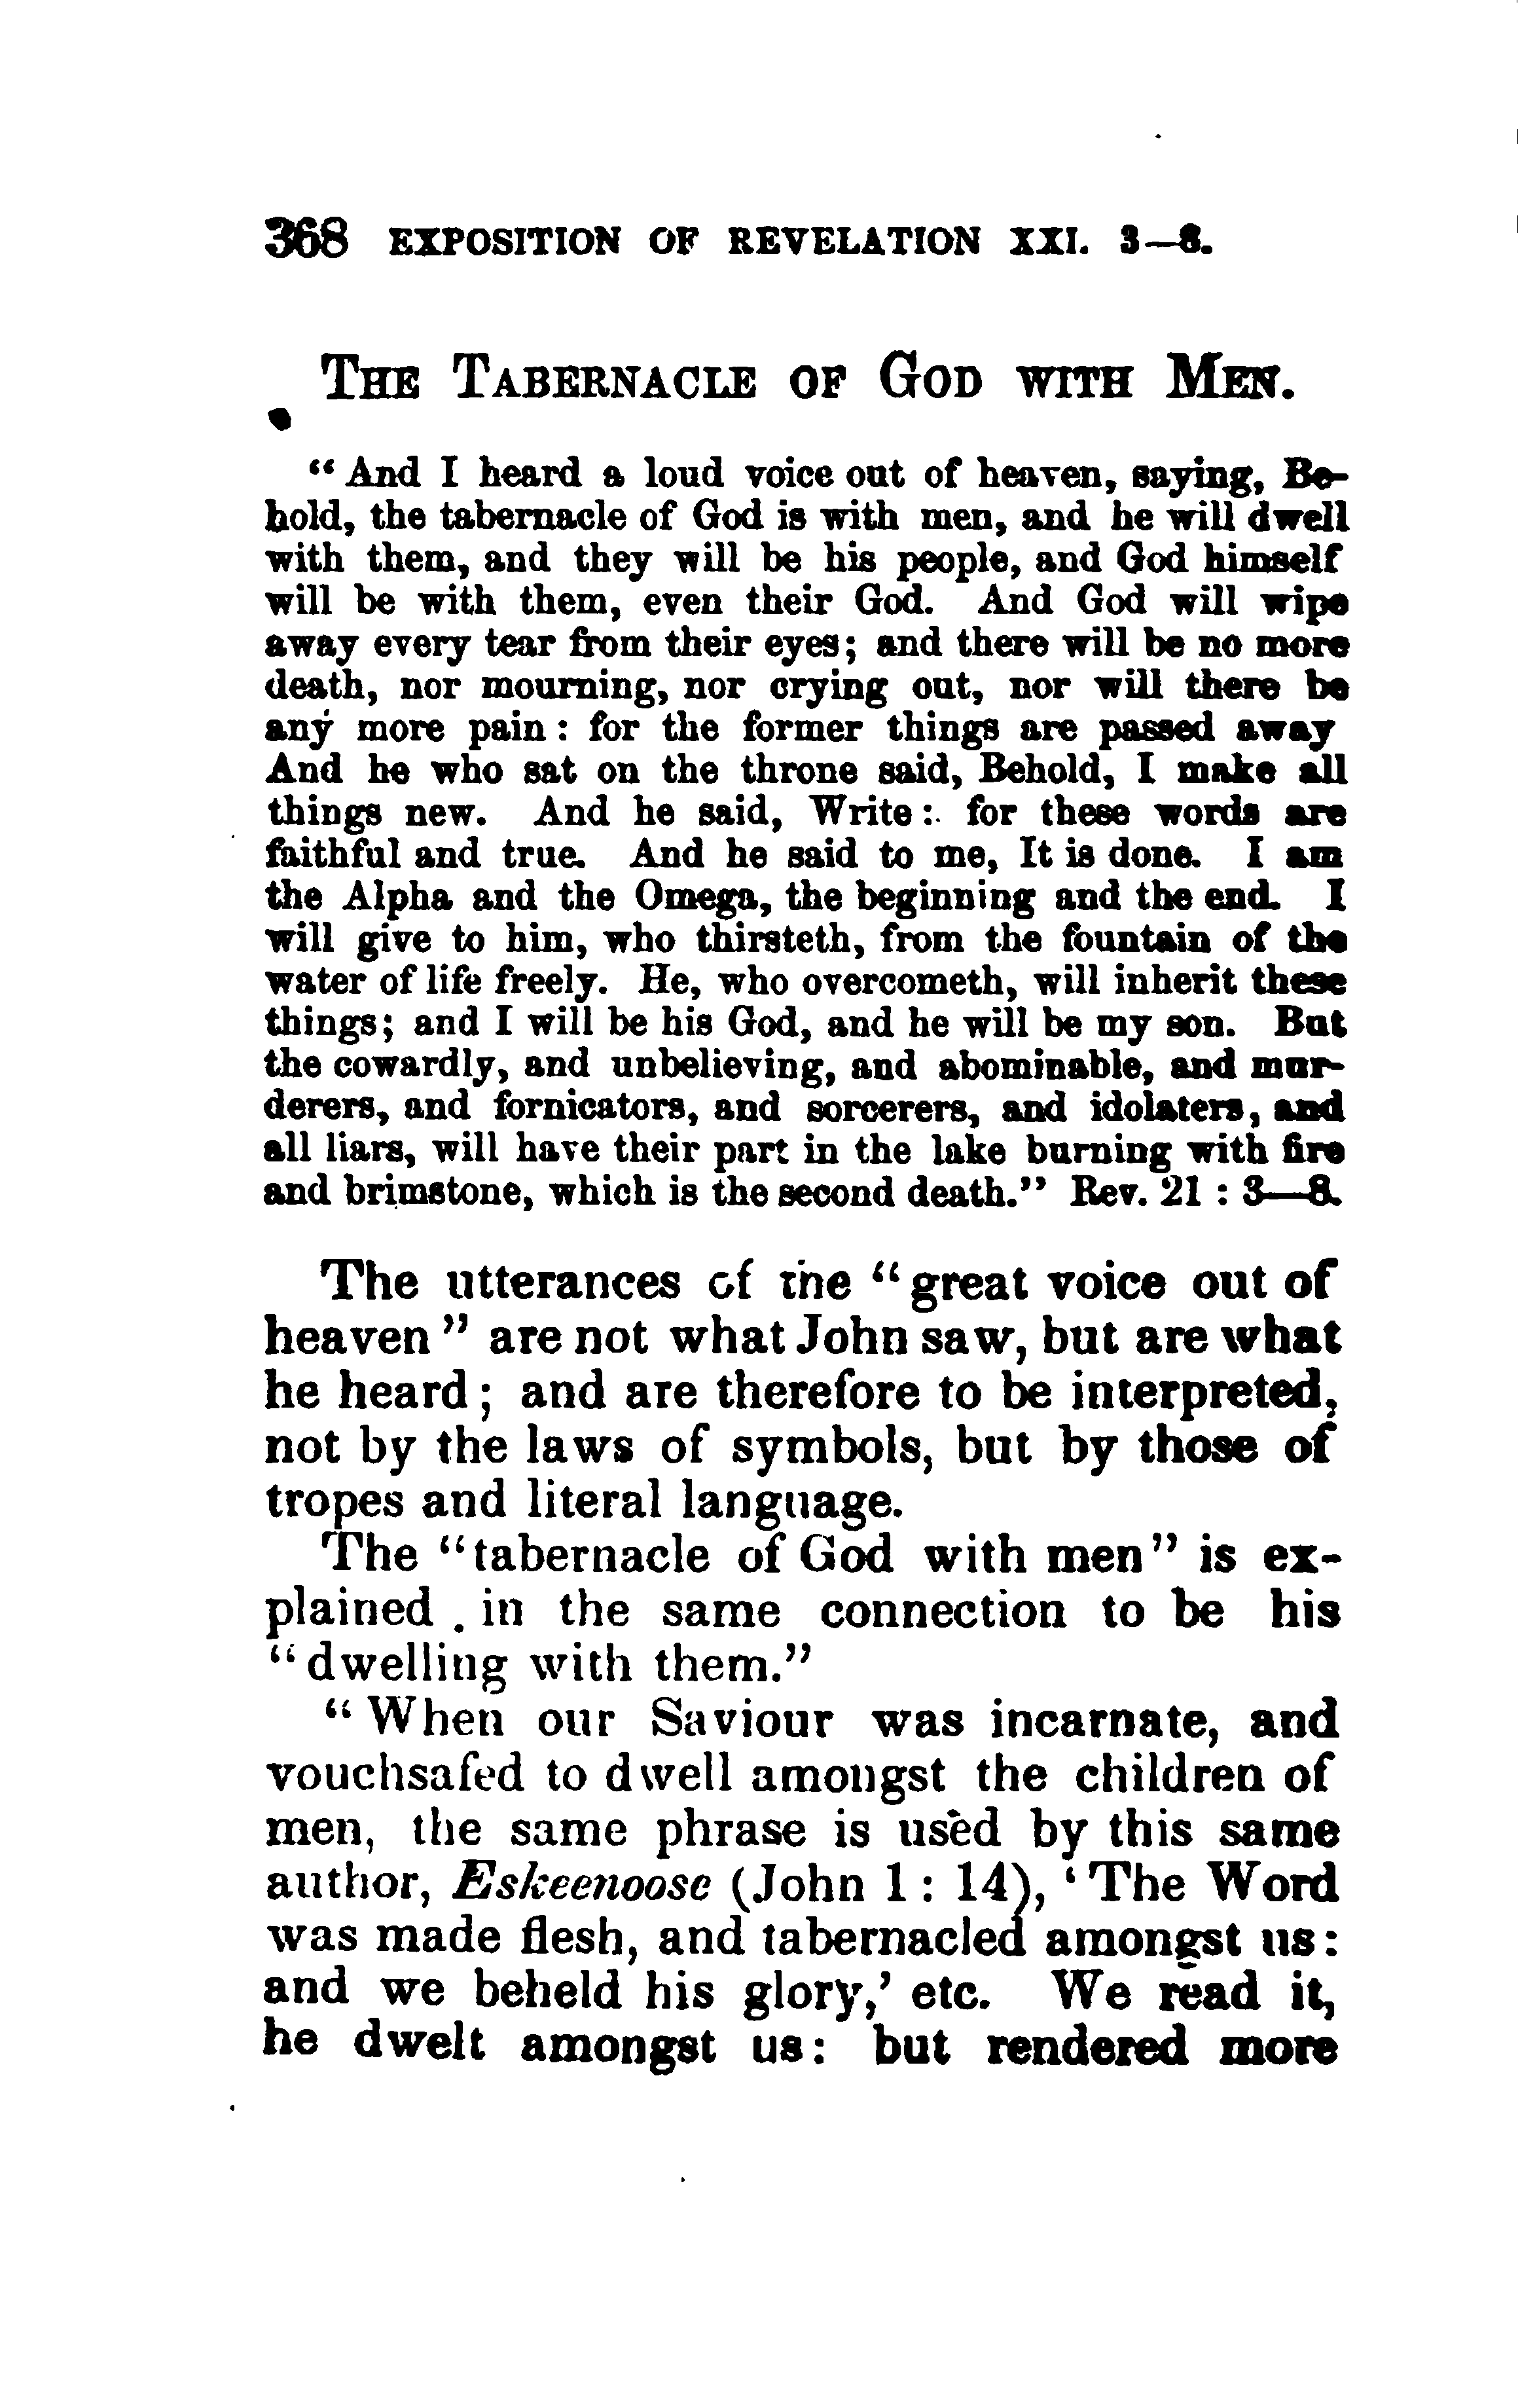 368 EXPOSITION OF REVELATION XXI. 3—8.
THE TABERNACLE OF GOD WITH MEN.
“And I heard a loud voice out of heaven, saying, Be-
hold, the tabernacle of God is with men, and he will dwell
with them, and they will be his people, and God himself
will be with them, even their God. And God will wipe
away every tear from their eyes; and there will be no more
death, nor mourning, nor crying out, nor will there be
any more pain: for the former things are passed away
And he who sat on the throne said, Behold, I make all
things new. And he said, Write: for these words are
faithful and true. And he said to me, It is done. I am
the Alpha and the Omega, the beginning and the end. I
will give to him, who thirsteth, from the fountain of the
water of life freely. He, who overcometh, will inherit these
things; and I will be his God, and he will be my son. But
the cowardly, and unbelieving, and abominable, and mur-
derers, and fornicators, and sorcerers, and idolaters, and
all liars, will have their part in the lake burning with fire
and brimstone, which is the second death.” Rev. 21 : 3—8.
The utterances of the “great voice out of
heaven” are not what John saw, but are what
he heard; and are therefore to be interpreted,
not by the laws of symbols, but by those of
tropes and literal language.
The “tabernacle of God with men” is ex-
plained in the same connection to be his
“dwelling with them.”
“When our Saviour was incarnate, and
vouchsafed to dwell amongst the children of
men, the same phrase is used by this same
author, Eskeenoose (John 1: 14), ‘The Word
was made flesh, and tabernacled amongst us:
and we beheld his glory,’ etc. We read it,
he dwelt amongst us: but rendered more